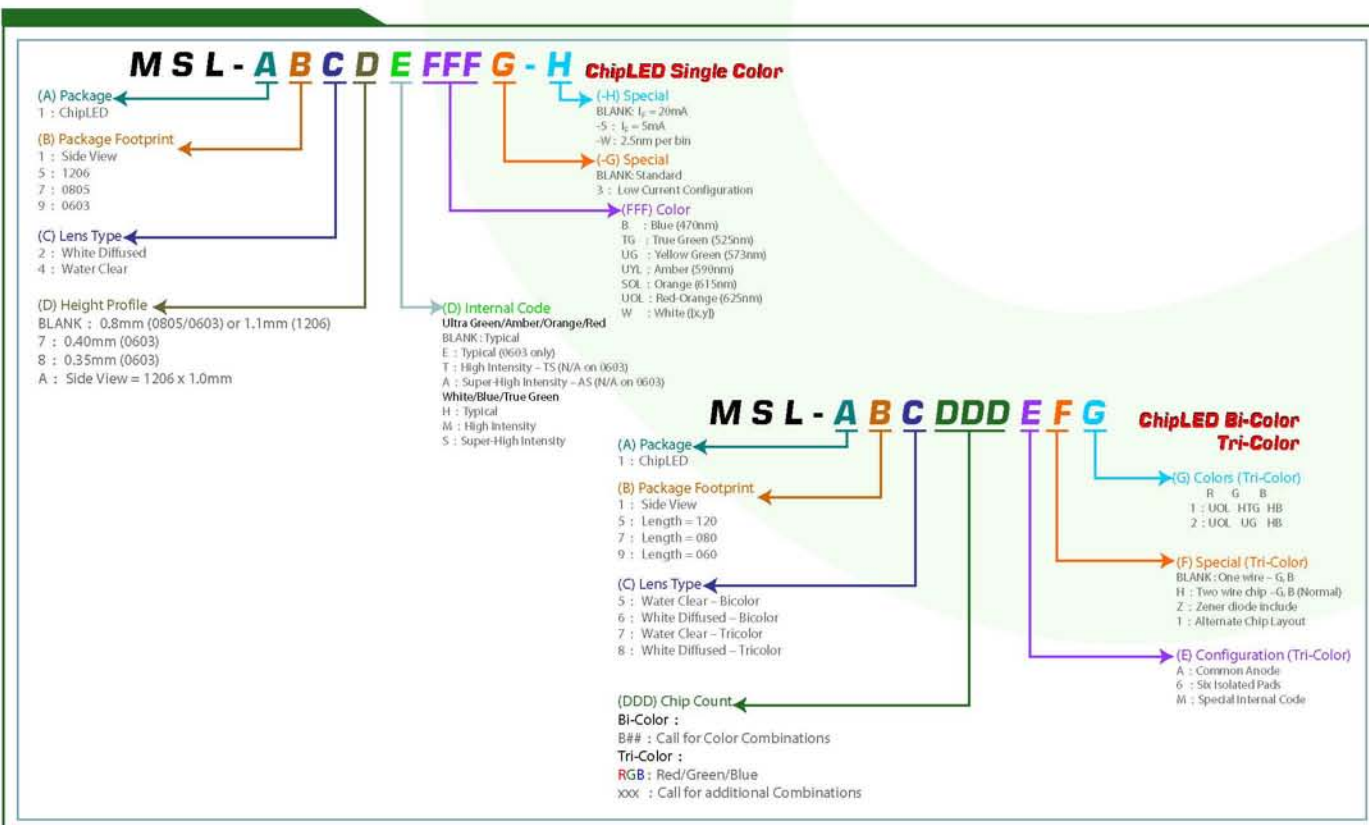 MSL-ABCDEFFFG-H ChipLED Single Color
(A) Package
1 : ChipLED
(B) Package Footprint
1 : Side View
5 : 1206
7 : 0805
9 : 0603
(C) Lens Type
2 : White Diffused
4 : Water Clear
(D) Height Profile
BLANK : 0.8mm (0805/0603) or 1.1mm (1206)
7 : 0.40mm (0603)
8 : 0.35mm (0603)
A : Side View = 1206 x 1.0mm
(-H) Special
BLANK: IF = 20mA
-5 : IF = 5mA
-W : 2.5nm per bin
(-G) Special
BLANK: Standard
3 : Low Current Configuration
(FFF) Color
B : Blue (470nm)
TG : True Green (525nm)
UG : Yellow Green (573nm)
UYL : Amber (590nm)
SOL : Orange (615nm)
UOL : Red-Orange (625nm)
W : White ([x,y])
(D) Internal Code
Ultra Green/Amber/Orange/Red
BLANK : Typical
E : Typical (0603 only)
T : High Intensity – TS (N/A on 0603)
A : Super-High Intensity – AS (N/A on 0603)
White/Blue/True Green
H : Typical
M : High Intensity
S : Super-High Intensity
MSL-ABCDDDEFG ChipLED Bi-Color
Tri-Color
(A) Package
1 : ChipLED
(B) Package Footprint
1 : Side View
5 : Length = 120
7 : Length = 080
9 : Length = 060
(C) Lens Type
5 : Water Clear – Bicolor
6 : White Diffused – Bicolor
7 : Water Clear – Tricolor
8 : White Diffused – Tricolor
(DDD) Chip Count
Bi-Color :
B## : Call for Color Combinations
Tri-Color :
RGB : Red/Green/Blue
xxx : Call for additional Combinations
(G) Colors (Tri-Color)
R G B
1 : UOL HTG HB
2 : UOL UG HB
(F) Special (Tri-Color)
BLANK : One wire – G, B
H : Two wire chip –G, B (Normal)
Z : Zener diode include
1 : Alternate Chip Layout
(E) Configuration (Tri-Color)
A : Common Anode
6 : Six Isolated Pads
M : Special Internal Code